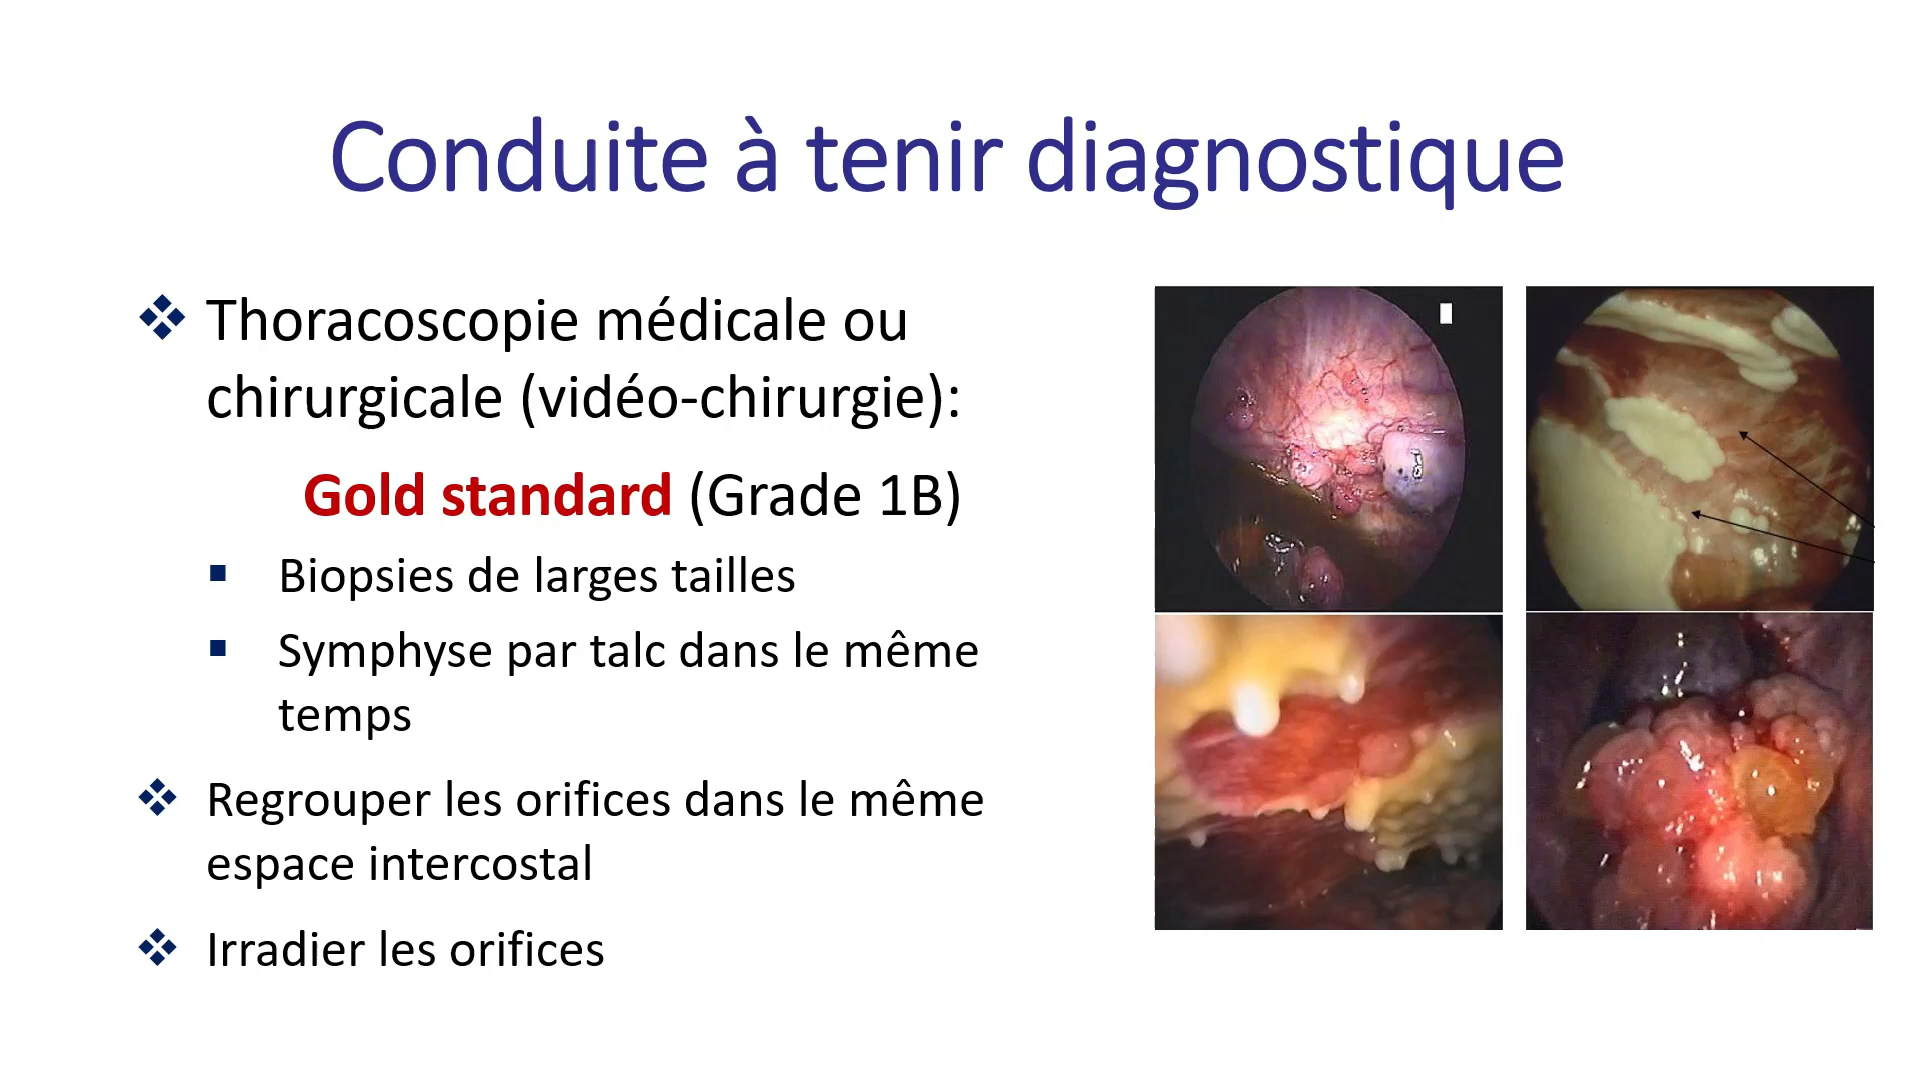 Conduite à tenir diagnostique
Thoracoscopie médicale ou
chirurgicale (vidéo-chirurgie):
Gold standard (Grade 1B)
Biopsies de larges tailles
Symphyse par talc dans le même
temps
Regrouper les orifices dans le même
espace intercostal
Irradier les orifices